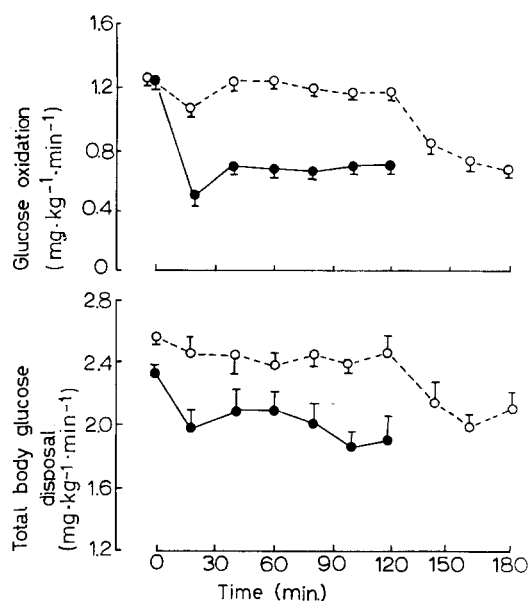 1.6
1.2
0.8
0.4
0
Glucose oxidation
(mg·kg⁻¹·min⁻¹)
2.8
2.4
2.0
1.6
1.2
Total body glucose
disposal
(mg·kg⁻¹·min⁻¹)
0 30 60 90 120 150 180
Time (min.)